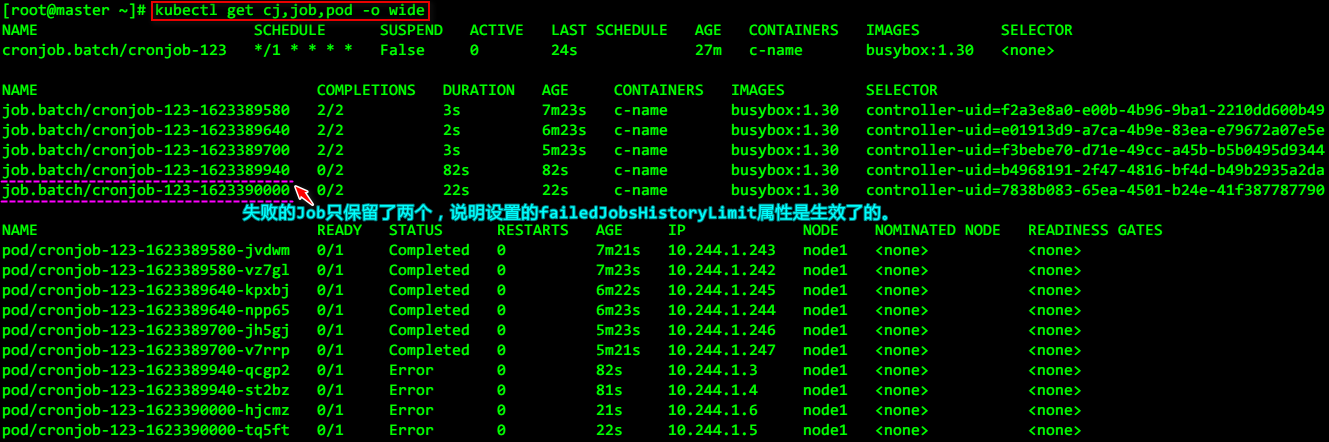 [root@master ~]# kubectl get cj,job,pod -o wide
NAME SCHEDULE SUSPEND ACTIVE LAST SCHEDULE AGE CONTAINERS IMAGES SELECTOR
cronjob.batch/cronjob-123 */1 * * * * False 0 24s 27m c-name busybox:1.30 <none>
NAME COMPLETIONS DURATION AGE CONTAINERS IMAGES SELECTOR
job.batch/cronjob-123-1623389580 2/2 3s 7m23s c-name busybox:1.30 controller-uid=f2a3e8a0-e00b-4b96-9ba1-2210dd600b49
job.batch/cronjob-123-1623389640 2/2 2s 6m23s c-name busybox:1.30 controller-uid=e01913d9-a7ca-4b9e-83ea-e79672a07e5e
job.batch/cronjob-123-1623389700 2/2 3s 5m23s c-name busybox:1.30 controller-uid=f3bebe70-d71e-49cc-a45b-b5b0495d9344
job.batch/cronjob-123-1623389940 0/2 82s 82s c-name busybox:1.30 controller-uid=b4968191-2f47-4816-bf4d-b49b2935a2da
job.batch/cronjob-123-1623390000 0/2 22s 22s c-name busybox:1.30 controller-uid=7838b083-65ea-4501-b24e-41f387787790
失败的Job只保留了两个，说明设置的failedJobsHistoryLimit属性是生效了的。
NAME READY STATUS RESTARTS AGE IP NODE NOMINATED NODE READINESS GATES
pod/cronjob-123-1623389580-jvdwm 0/1 Completed 0 7m21s 10.244.1.243 node1 <none> <none>
pod/cronjob-123-1623389580-vz7gl 0/1 Completed 0 7m23s 10.244.1.242 node1 <none> <none>
pod/cronjob-123-1623389640-kpxbj 0/1 Completed 0 6m22s 10.244.1.245 node1 <none> <none>
pod/cronjob-123-1623389640-npp65 0/1 Completed 0 6m23s 10.244.1.244 node1 <none> <none>
pod/cronjob-123-1623389700-jh5gj 0/1 Completed 0 5m23s 10.244.1.246 node1 <none> <none>
pod/cronjob-123-1623389700-v7rrp 0/1 Completed 0 5m21s 10.244.1.247 node1 <none> <none>
pod/cronjob-123-1623389940-qcgp2 0/1 Error 0 82s 10.244.1.3 node1 <none> <none>
pod/cronjob-123-1623389940-st2bz 0/1 Error 0 81s 10.244.1.4 node1 <none> <none>
pod/cronjob-123-1623390000-hjcmz 0/1 Error 0 21s 10.244.1.6 node1 <none> <none>
pod/cronjob-123-1623390000-tq5ft 0/1 Error 0 22s 10.244.1.5 node1 <none> <none>